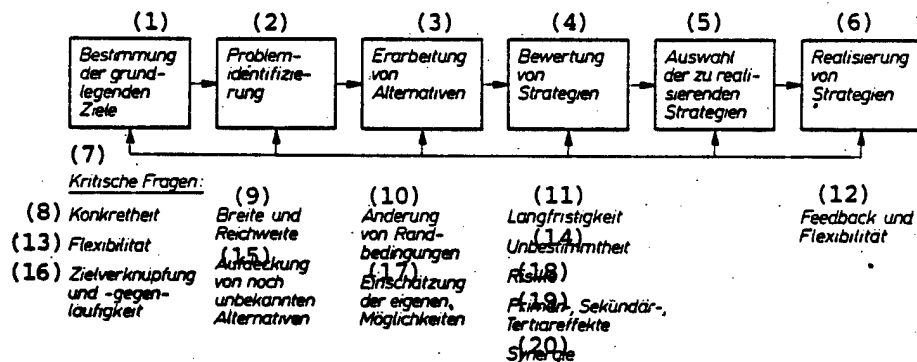 (1) (2) (3) (4) (5) (6)
Bestimmung
der grund-
legenden
Ziele
Problem-
identifizie-
rung
Erarbeitung
von
Alternativen
Bewertung
von
Strategien
Auswahl
der zu reali-
sierenden
Strategien
Realisierung
von
Strategien
(7)
Kritische Fragen:
(8) Konkretheit
(13) Flexibilität
(16) Zielverknüpfung
und -gegen-
läufigkeit
(9)
Breite und
Reichweite
(15)
Aufdeckung
von noch
unbekannten
Alternativen
(10)
Änderung
von Rand-
bedingungen
(17)
Einschätzung
der eigenen
Möglichkeiten
(11)
Langfristigkeit
(14)
Unbestimmtheit
(18)
Risiko
(19)
Primär-, Sekundär-,
Tertiäreffekte
(20)
Synergie
(12)
Feedback und
Flexibilität